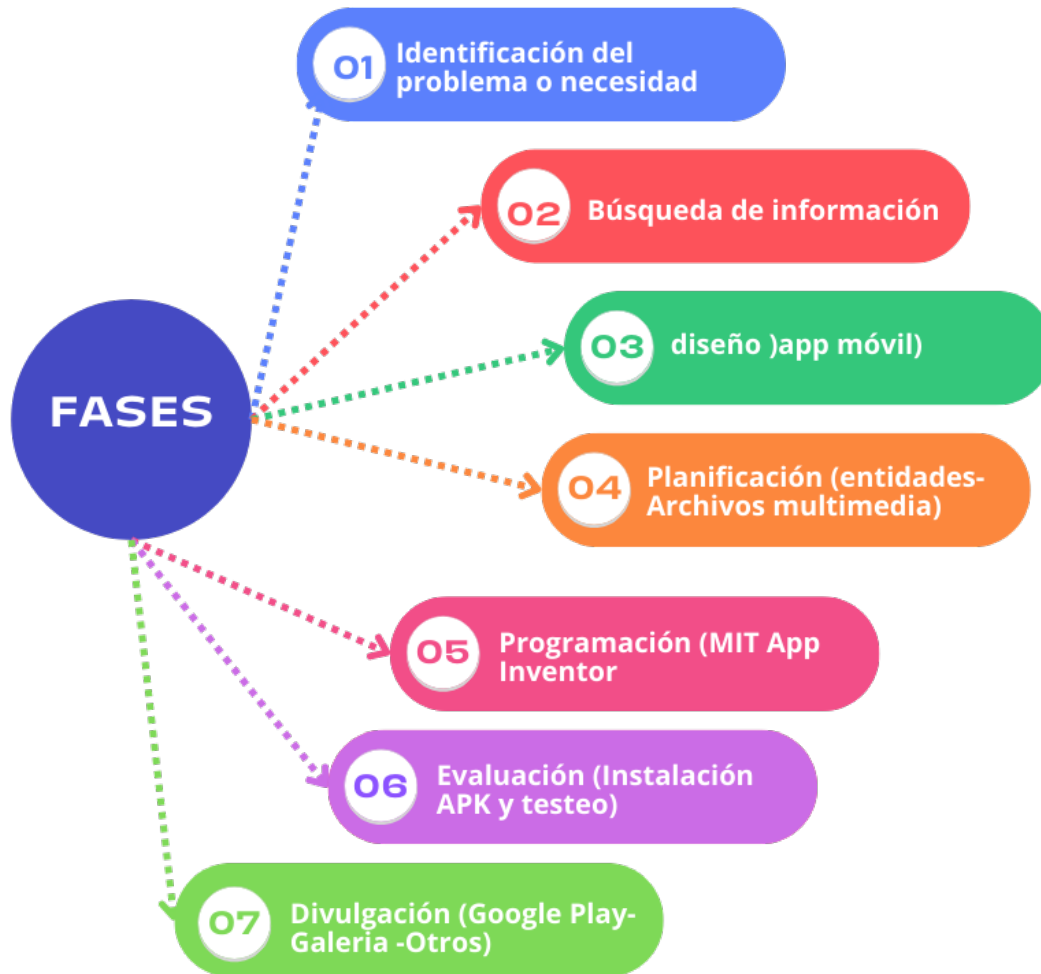 01
Identificación del
problema o necesidad
02
Búsqueda de información
03
diseño )app móvil)
FASES
04
Planificación (entidades-
Archivos multimedia)
05
Programación (MIT App
Inventor
06
Evaluación (Instalación
APK y testeo)
07
Divulgación (Google Play-
Galeria -Otros)